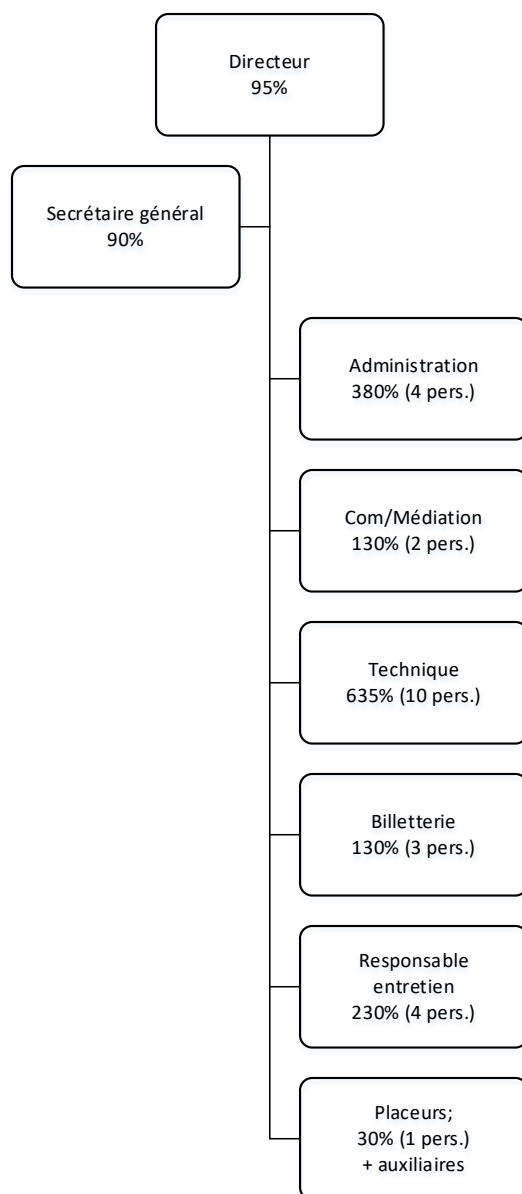 Directeur
95%
Secrétaire général
90%
Administration
380% (4 pers.)
Com/Médiation
130% (2 pers.)
Technique
635% (10 pers.)
Billetterie
130% (3 pers.)
Responsable
entretien
230% (4 pers.)
Placeurs;
30% (1 pers.)
+ auxiliaires